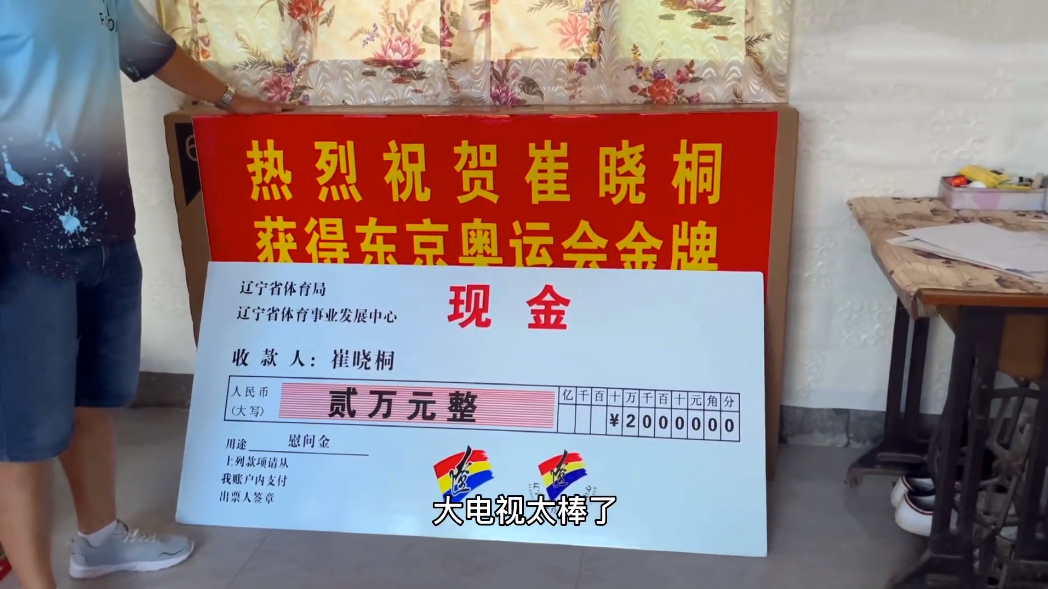 热烈祝贺崔晓桐
获得东京奥运会金牌
辽宁省体育局
辽宁省体育事业发展中心
现金
收款人：崔晓桐
人民币
(大写)
贰万元整
亿千百十万千百十元角分
¥2000000
用途 慰问金
上列款项请从
我账户内支付
出票人签章
大电视太棒了